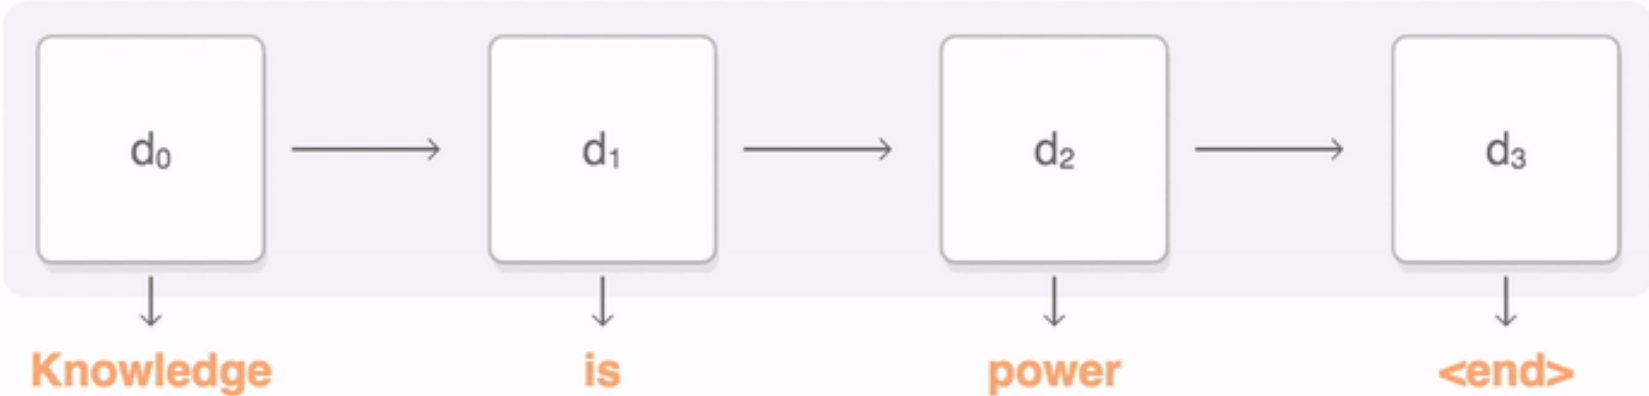 d₀ d₁ d₂ d₃
Knowledge is power <end>